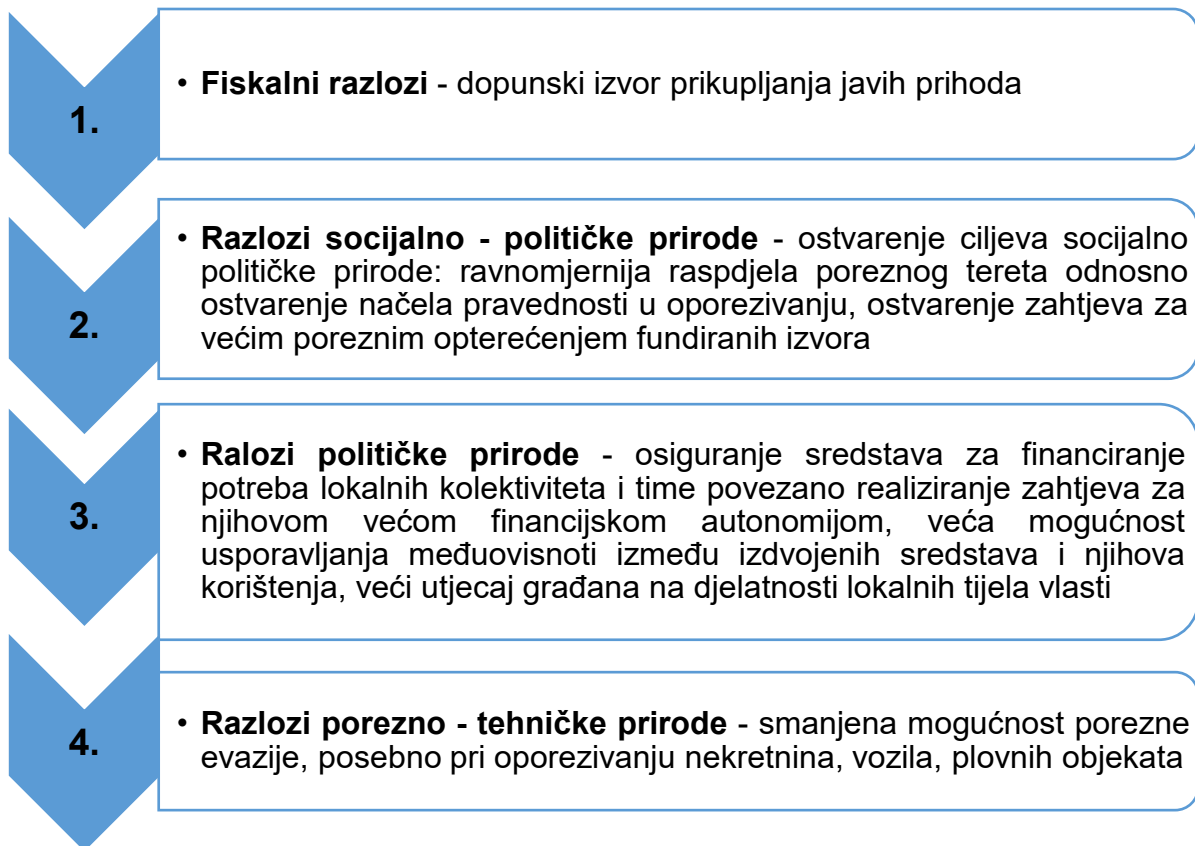 1.
• Fiskalni razlozi - dopunski izvor prikupljanja javih prihoda
2.
• Razlozi socijalno - političke prirode - ostvarenje ciljeva socijalno
političke prirode: ravnomjernija raspdjela poreznog tereta odnosno
ostvarenje načela pravednosti u oporezivanju, ostvarenje zahtjeva za
većim poreznim opterećenjem fundiranih izvora
3.
• Ralozi političke prirode - osiguranje sredstava za financiranje
potreba lokalnih kolektiviteta i time povezano realiziranje zahtjeva za
njihovom većom financijskom autonomijom, veća mogućnost
usporavljanja međuovisnoti između izdvojenih sredstava i njihova
korištenja, veći utjecaj građana na djelatnosti lokalnih tijela vlasti
4.
• Razlozi porezno - tehničke prirode - smanjena mogućnost porezne
evazije, posebno pri oporezivanju nekretnina, vozila, plovnih objekata